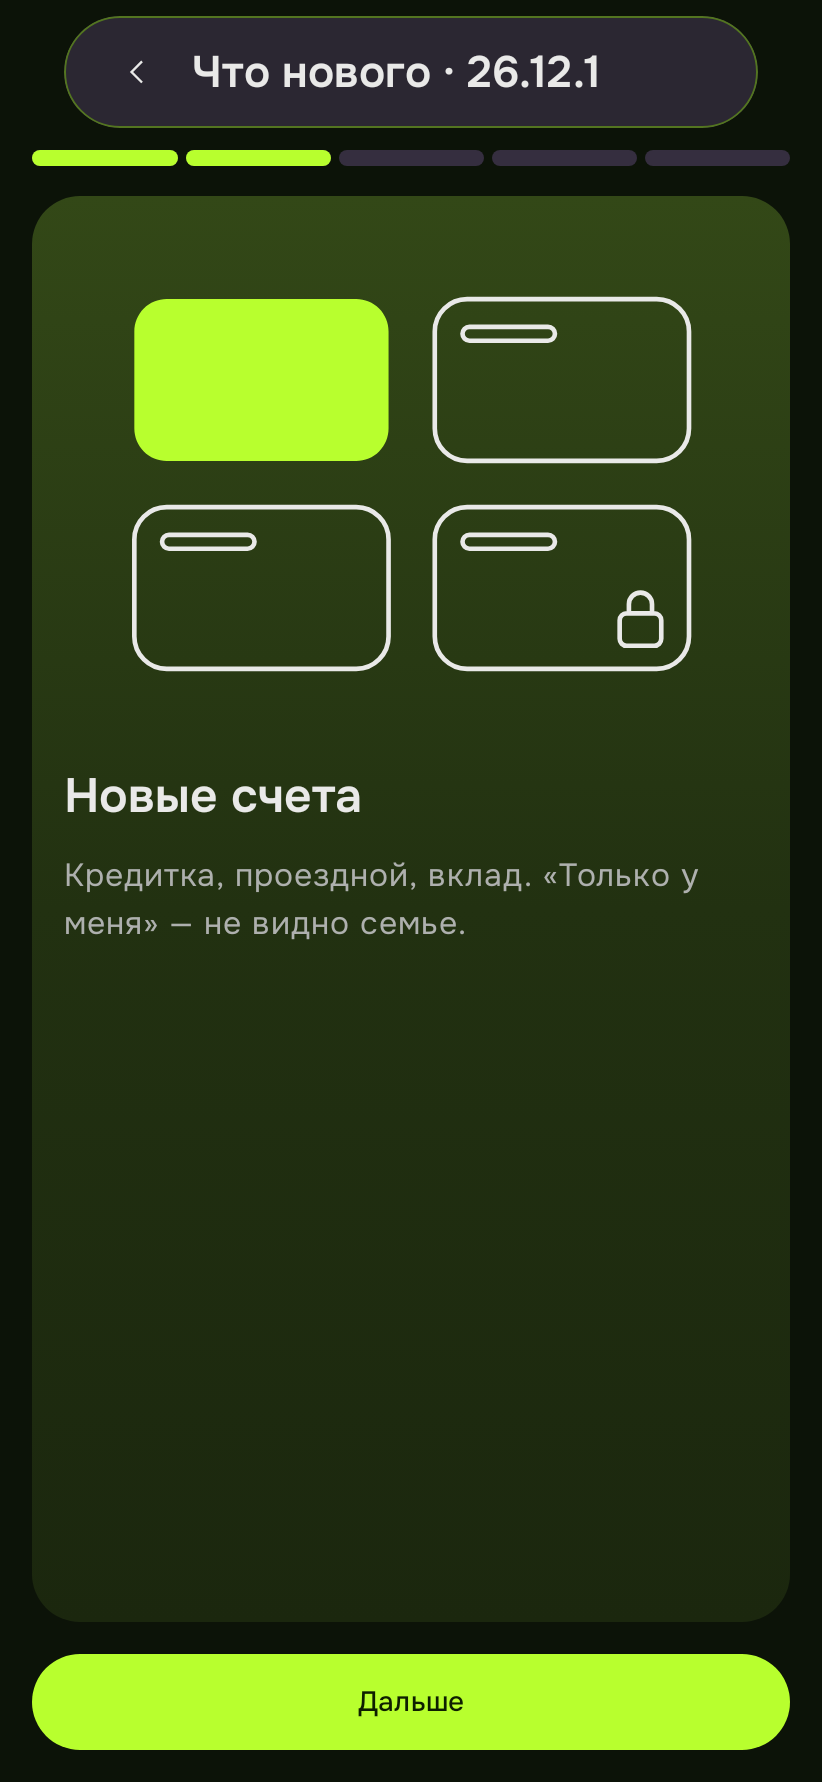 Что нового · 26.12.1
Новые счета
Кредитка, проездной, вклад. «Только у
меня» — не видно семье.
Дальше